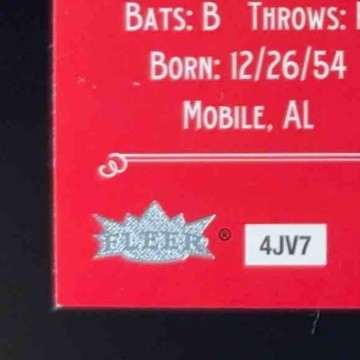 BATS: B THROWS:
BORN: 12/26/54
MOBILE, AL
FLEER ®
4JV7